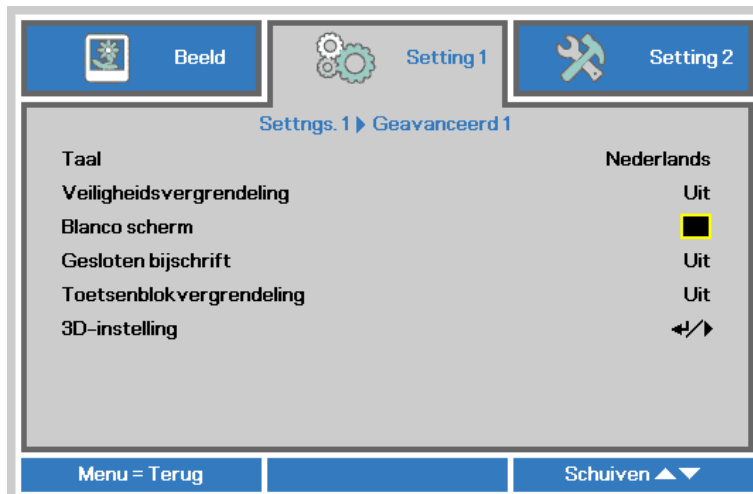 Beeld
Setting 1
Setting 2
Settngs. 1 Geavanceerd 1
Taal Nederlands
Veiligheidsvergrendeling Uit
Blanco scherm
Gesloten bijschrift Uit
Toetsenblokvergrendeling Uit
3D-instelling ↵/▶
Menu = Terug
Schuiven ▲▼